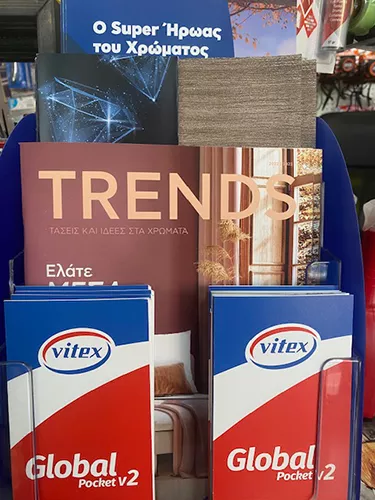 Ο Super Ήρωας
του Χρώματος
TRENDS
ΤΑΣΕΙΣ ΚΑΙ ΙΔΕΕΣ ΣΤΑ ΧΡΩΜΑΤΑ
Ελάτε
ΜΕΣΑ
vitex
Global
Pocket v2
vitex
Global
Pocket v2